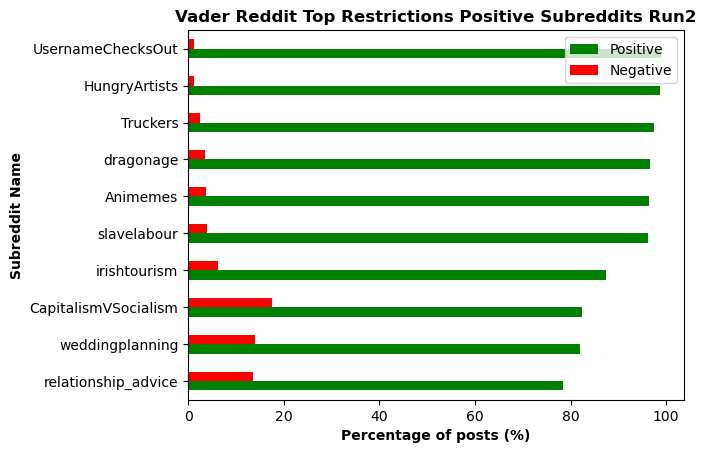 Vader Reddit Top Restrictions Positive Subreddits Run2
Positive
Negative
UsernameChecksOut
HungryArtists
Truckers
dragonage
Animemes
slavelabour
irishtourism
CapitalismVSocialism
weddingplanning
relationship_advice
Subreddit Name
0 20 40 60 80 100
Percentage of posts (%)